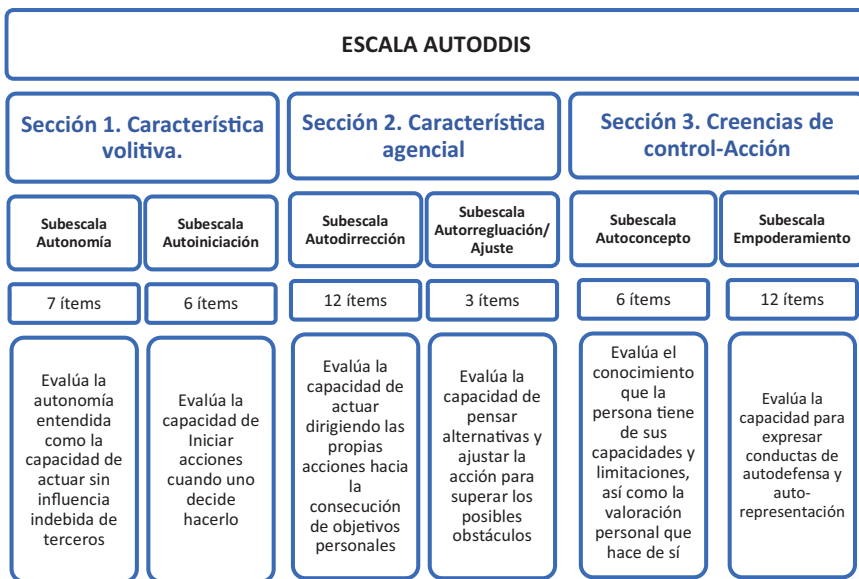 ESCALA AUTODDIS
Sección 1. Característica
volitiva.
Sección 2. Característica
agencial
Sección 3. Creencias de
control-Acción
Subescala
Autonomía
Subescala
Autoiniciación
Subescala
Autodirrección
Subescala
Autorregluación/
Ajuste
Subescala
Autoconcepto
Subescala
Empoderamiento
7 ítems
6 ítems
12 ítems
3 ítems
6 ítems
12 ítems
Evalúa la
autonomía
entendida
como la
capacidad de
actuar sin
influencia
indebida de
terceros
Evalúa la
capacidad de
Iniciar
acciones
cuando uno
decide
hacerlo
Evalúa la
capacidad de
actuar
dirigiendo las
propias
acciones hacia
la
consecución
de objetivos
personales
Evalúa la
capacidad de
pensar
alternativas y
ajustar la
acción para
superar los
posibles
obstáculos
Evalúa el
conocimiento
que la
persona tiene
de sus
capacidades y
limitaciones,
así como la
valoración
personal que
hace de sí
Evalúa la
capacidad para
expresar
conductas de
autodefensa y
auto-
representación